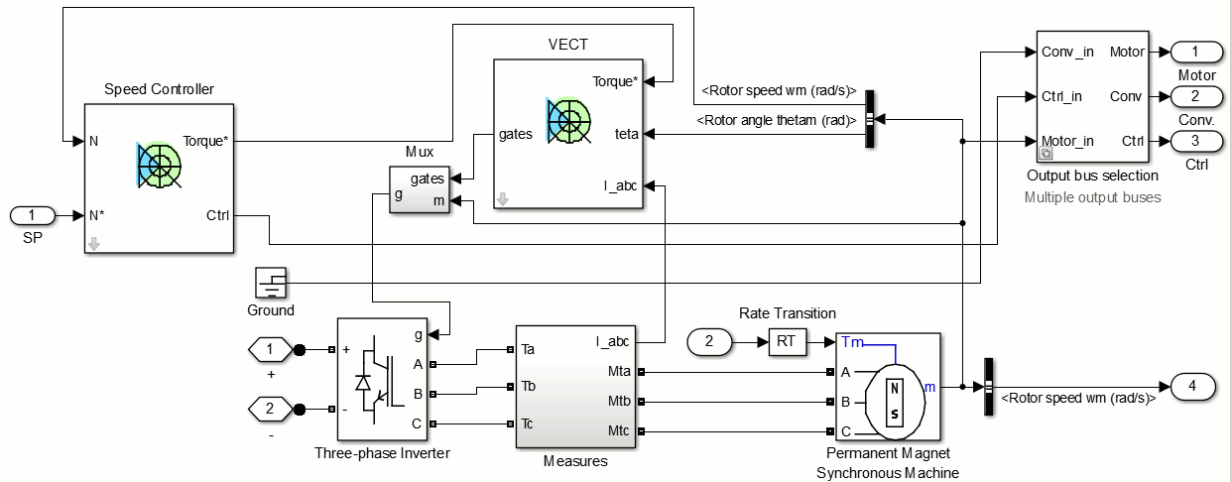 VECT
Speed Controller
N
Torque*
N*
Ctrl
1
SP
Mux
gates
g
m
Torque*
gates
teta
I_abc
<Rotor speed wm (rad/s)>
<Rotor angle thetam (rad)>
Conv_in
Motor
Ctrl_in
Conv
Motor_in
Ctrl
1
Motor
2
Conv.
3
Ctrl
Output bus selection
Multiple output buses
Ground
1
+
2
-
+
-
g
A
B
C
Three-phase Inverter
Ta
Tb
Tc
I_abc
Mta
Mtb
Mtc
Measures
Rate Transition
2
RT
Tm
A
B
C
N
S
m
Permanent Magnet
Synchronous Machine
<Rotor speed wm (rad/s)>
4